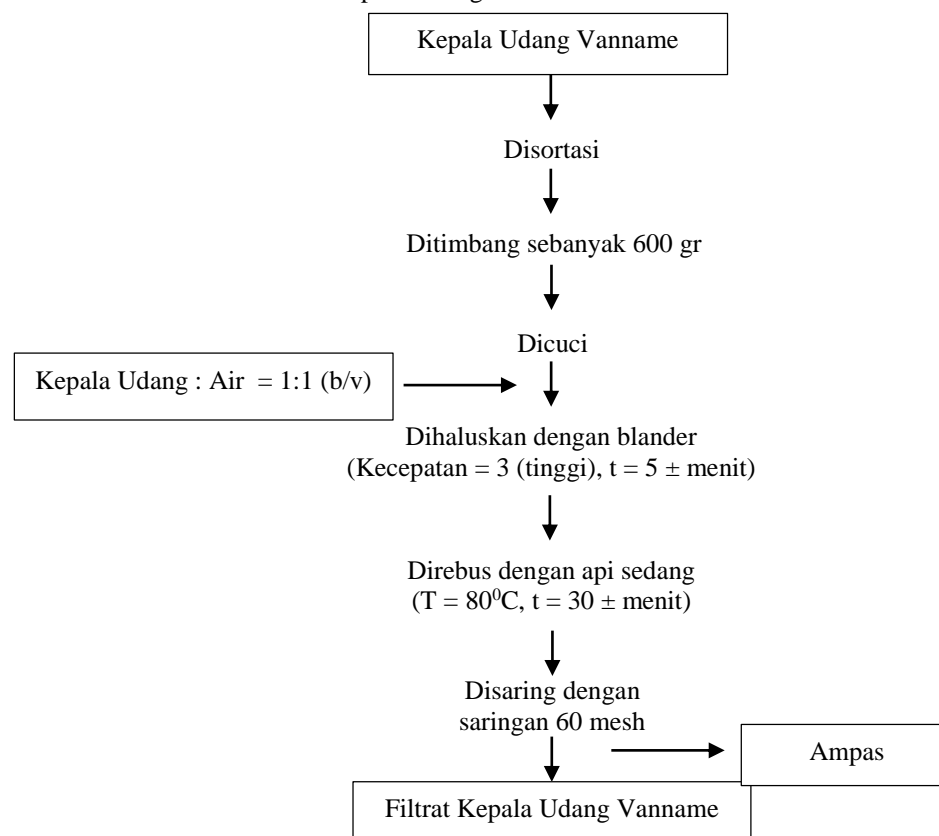 Kepala Udang Vanname
Disortasi
Ditimbang sebanyak 600 gr
Dicuci
Kepala Udang : Air  = 1:1 (b/v)
Dihaluskan dengan blander
(Kecepatan = 3 (tinggi), t = 5 ± menit)
Direbus dengan api sedang
(T = 80⁰C, t = 30 ± menit)
Disaring dengan
saringan 60 mesh
Ampas
Filtrat Kepala Udang Vanname